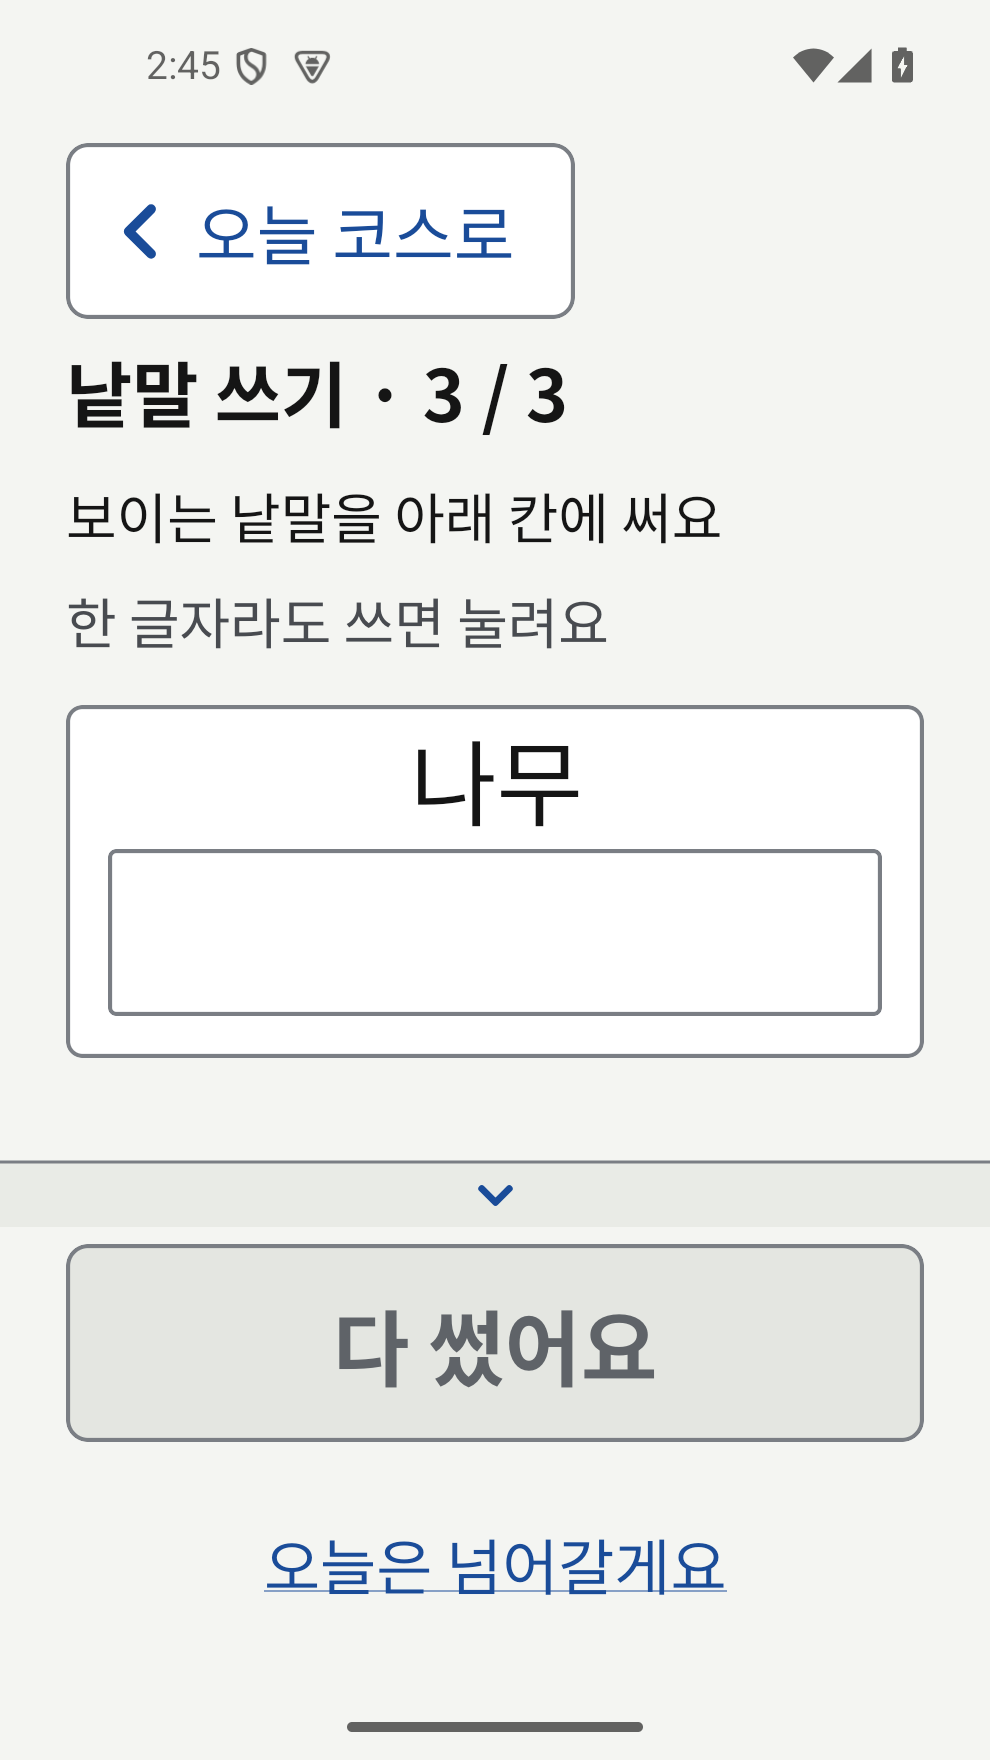 2:45
오늘 코스로
낱말 쓰기 · 3 / 3
보이는 낱말을 아래 칸에 써요
한 글자라도 쓰면 눌려요
나무
다 썼어요
오늘은 넘어갈게요